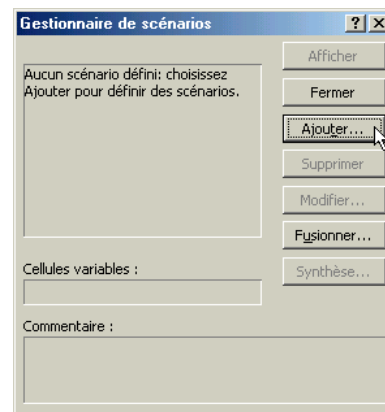 Gestionnaire de scénarios
Aucun scénario défini: choisissez
Ajouter pour définir des scénarios.
Afficher
Fermer
Ajouter...
Supprimer
Modifier...
Fusionner...
Synthèse...
Cellules variables :
Commentaire :